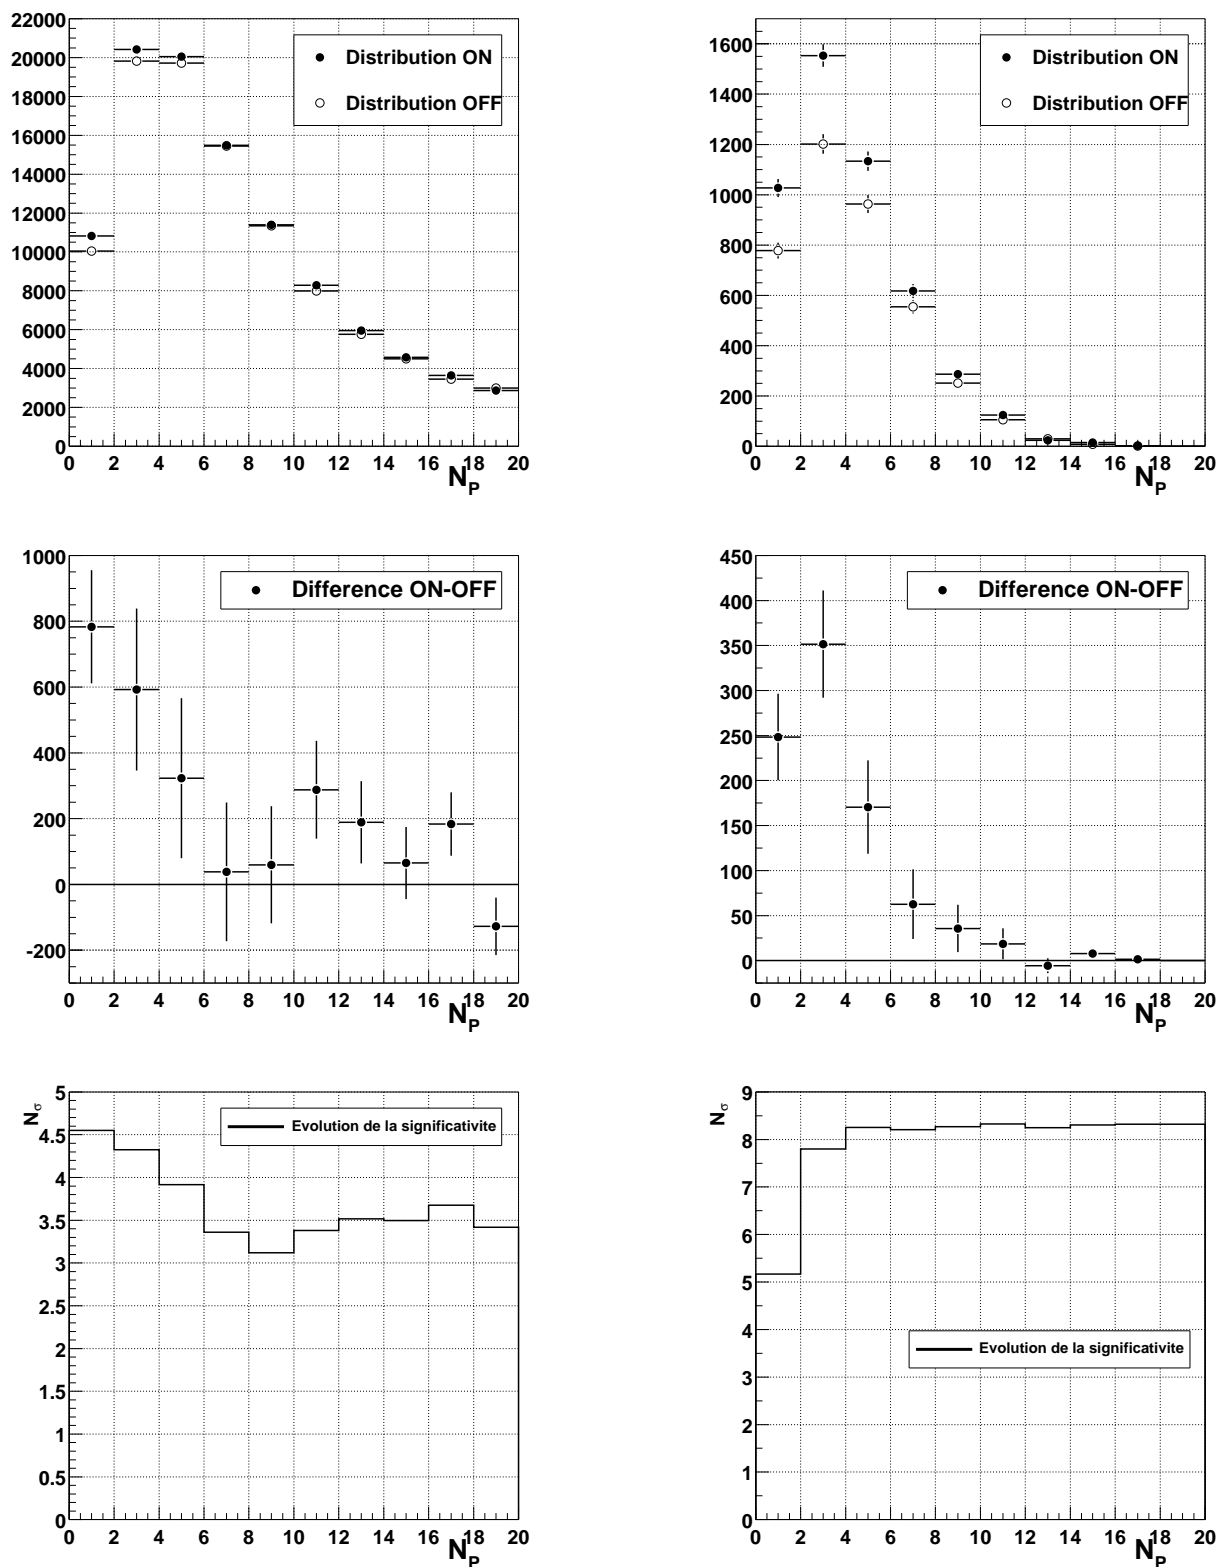 22000
20000
18000
16000
14000
12000
10000
8000
6000
4000
2000
0
0 2 4 6 8 10 12 14 16 18 20
N_P
Distribution ON
Distribution OFF
1600
1400
1200
1000
800
600
400
200
0
0 2 4 6 8 10 12 14 16 18 20
N_P
Distribution ON
Distribution OFF
1000
800
600
400
200
0
-200
0 2 4 6 8 10 12 14 16 18 20
N_P
Difference ON-OFF
450
400
350
300
250
200
150
100
50
0
0 2 4 6 8 10 12 14 16 18 20
N_P
Difference ON-OFF
N_σ
5
4.5
4
3.5
3
2.5
2
1.5
1
0.5
0
0 2 4 6 8 10 12 14 16 18 20
N_P
Evolution de la significativite
N_σ
9
8
7
6
5
4
3
2
1
0
0 2 4 6 8 10 12 14 16 18 20
N_P
Evolution de la significativite